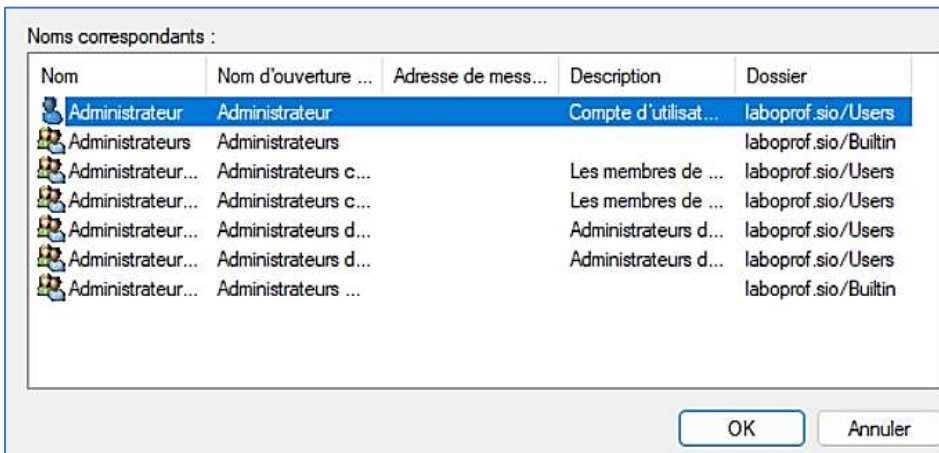 Noms correspondants :
Nom Nom d'ouverture ... Adresse de mess... Description Dossier
Administrateur Administrateur Compte d'utilisat... laboprof.sio/Users
Administrateurs Administrateurs laboprof.sio/Builtin
Administrateur... Administrateurs c... Les membres de ... laboprof.sio/Users
Administrateur... Administrateurs c... Les membres de ... laboprof.sio/Users
Administrateur... Administrateurs d... Administrateurs d... laboprof.sio/Users
Administrateur... Administrateurs d... Administrateurs d... laboprof.sio/Users
Administrateur... Administrateurs ... laboprof.sio/Builtin
OK Annuler